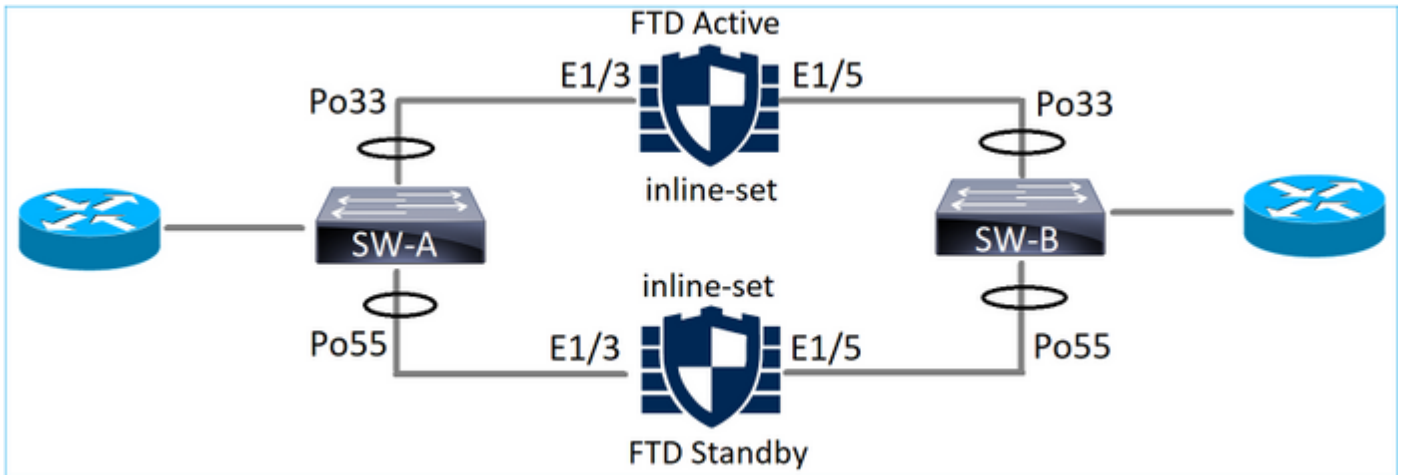 FTD Active
E1/3
E1/5
Po33
Po33
inline-set
SW-A
SW-B
inline-set
Po55
E1/3
E1/5
Po55
FTD Standby